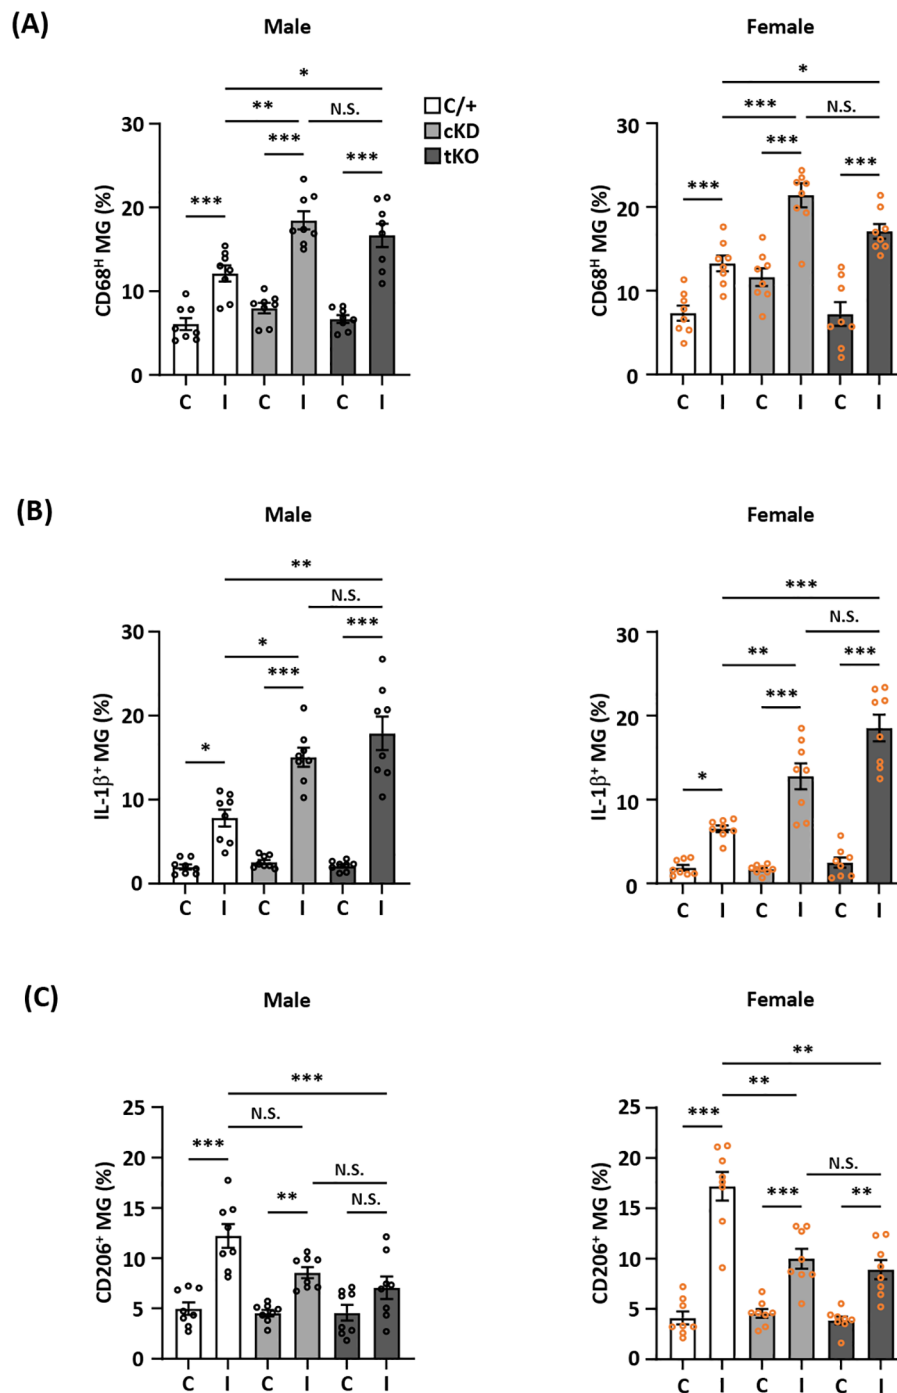 (A)
Male
Female
*
**
N.S.
***
***
***
C/+
cKD
tKO
CD68ᴴ MG (%)
30
20
10
0
C I C I C I
*
***
N.S.
***
***
***
CD68ᴴ MG (%)
30
20
10
0
C I C I C I
(B)
Male
Female
**
N.S.
***
*
***
*
IL-1β⁺ MG (%)
30
20
10
0
C I C I C I
***
N.S.
**
***
***
*
IL-1β⁺ MG (%)
30
20
10
0
C I C I C I
(C)
Male
Female
***
N.S.
***
N.S.
**
N.S.
CD206⁺ MG (%)
25
20
15
10
5
0
C I C I C I
**
**
***
N.S.
***
**
CD206⁺ MG (%)
25
20
15
10
5
0
C I C I C I